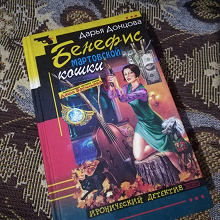 Дарья Донцова
Бенефис
мартовской
кошки
ИРОНИЧЕСКИЙ ДЕТЕКТИВ